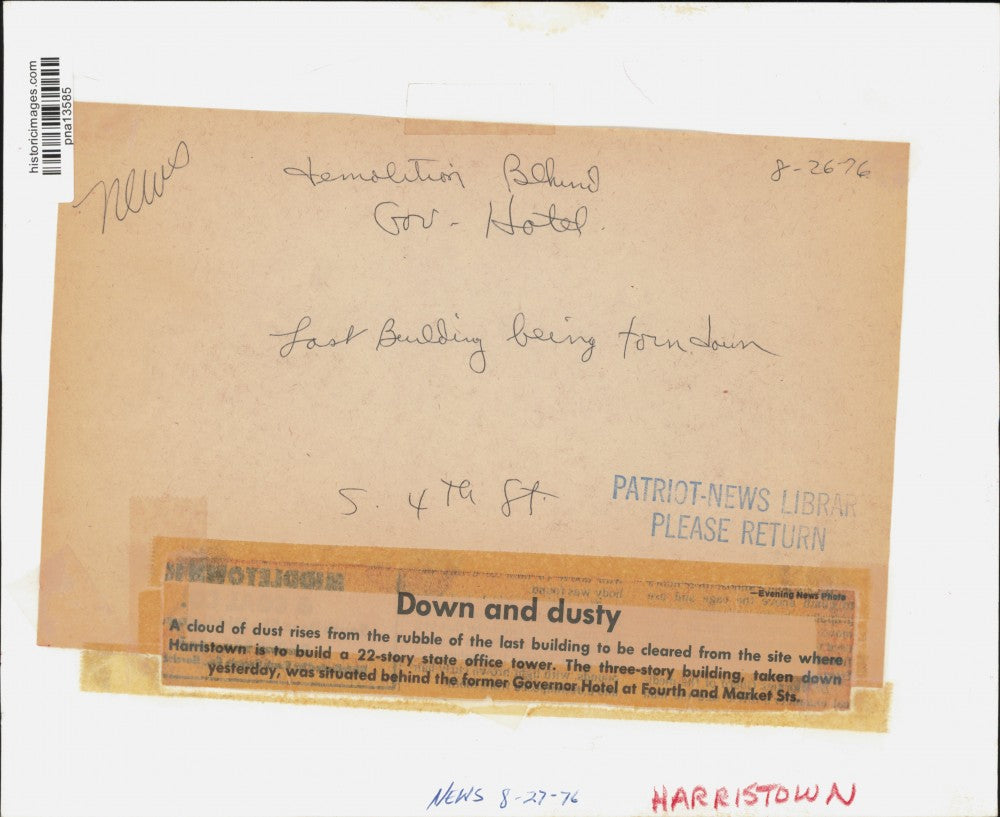 historicimages.com
pna13585
News
Demolition Behind
Gov - Hotel.
8-26-76
Last Building being torn down
S. 4th St.
PATRIOT-NEWS LIBRAR
PLEASE RETURN
MIDDLETOWN
body was found
—Evening News Photo
Down and dusty
A cloud of dust rises from the rubble of the last building to be cleared from the site where
Harristown is to build a 22-story state office tower. The three-story building, taken down
yesterday, was situated behind the former Governor Hotel at Fourth and Market Sts.
NEWS 8-27-76
HARRISTOWN